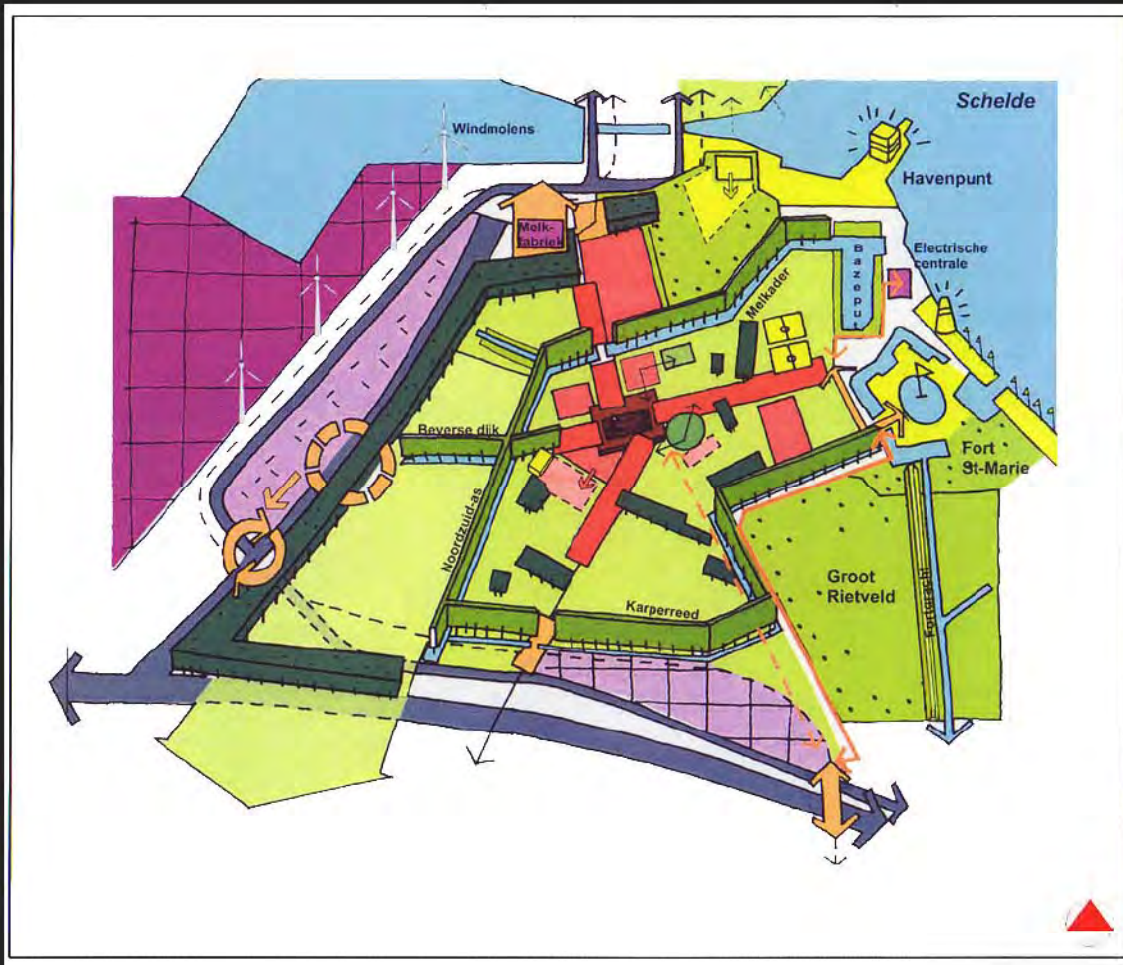 Schelde
Windmolens
Havenpunt
Melk-
fabriek
Electrische
centrale
Bazeput
Melkader
Beverse dijk
Fort
St-Marie
Noordzuid-as
Groot
Rietveld
Fortgracht
Karperreed